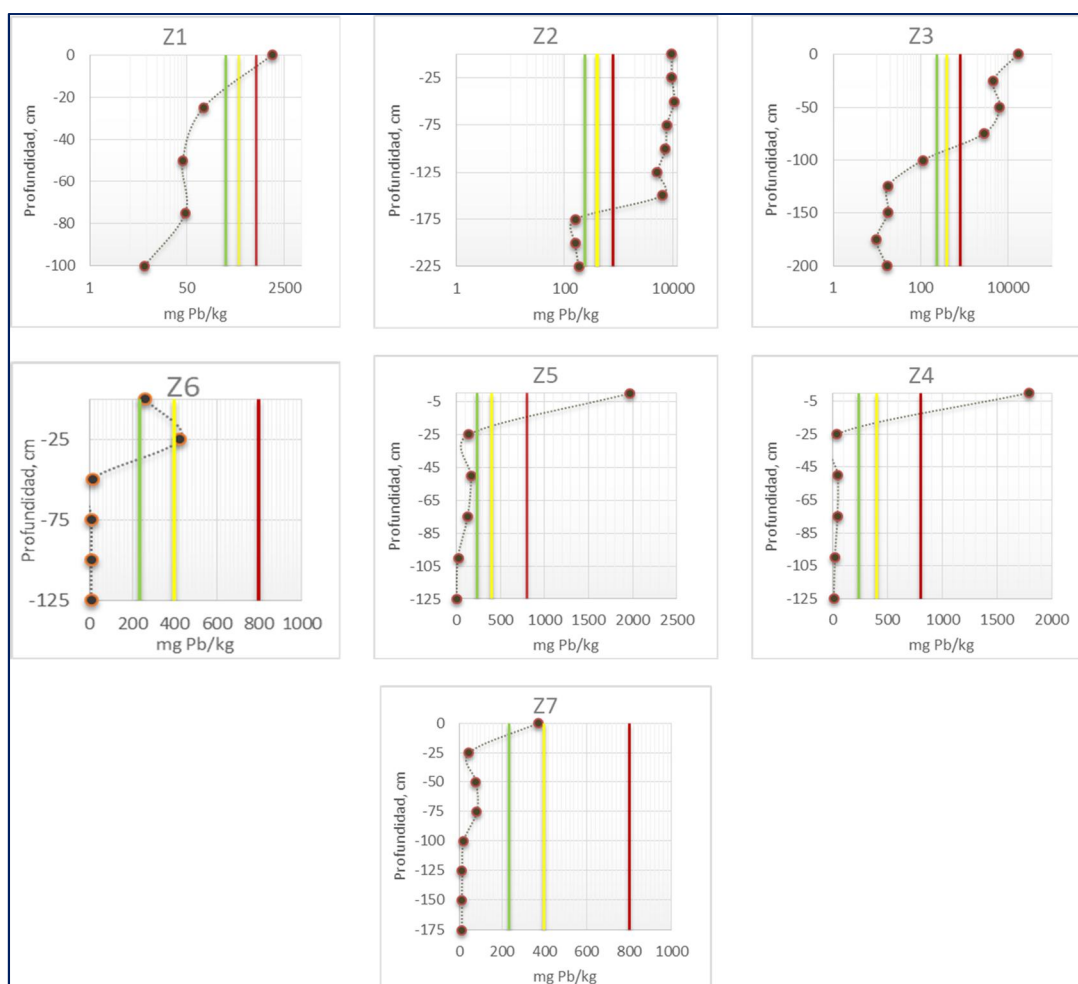 Z1
0
-20
-40
-60
-80
-100
Profundidad, cm
1 50 2500
mg Pb/kg
Z2
0
-25
-75
-125
-175
-225
Profundidad, cm
1 100 10000
mg Pb/kg
Z3
0
-50
-100
-150
-200
Profundidad, cm
1 100 10000
mg Pb/kg
Z6
-25
-75
-125
Profundidad, cm
0 200 400 600 800 1000
mg Pb/kg
Z5
-5
-25
-45
-65
-85
-105
-125
Profundidad, cm
0 500 1000 1500 2000 2500
mg Pb/kg
Z4
-5
-25
-45
-65
-85
-105
-125
Profundidad, cm
0 500 1000 1500 2000
mg Pb/kg
Z7
0
-25
-50
-75
-100
-125
-150
-175
Profundidad, cm
0 200 400 600 800 1000
mg Pb/kg